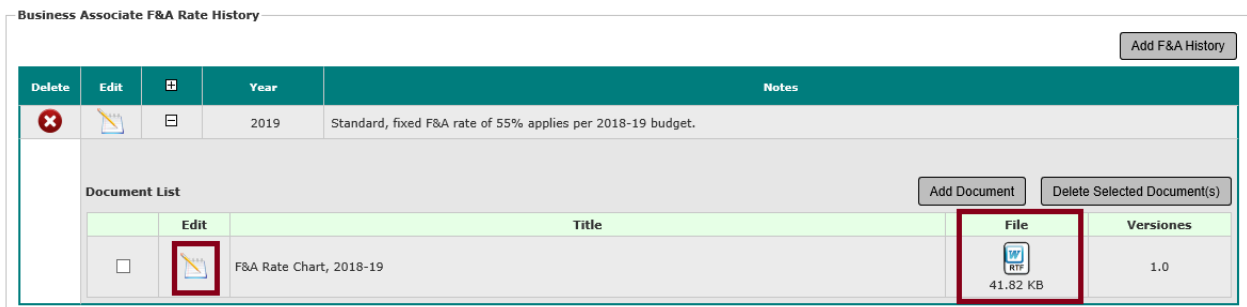 Business Associate F&A Rate History
Add F&A History
Delete Edit Year Notes
2019 Standard, fixed F&A rate of 55% applies per 2018-19 budget.
Document List Add Document Delete Selected Document(s)
Edit Title File Versiones
F&A Rate Chart, 2018-19 W RTF 1.0
41.82 KB